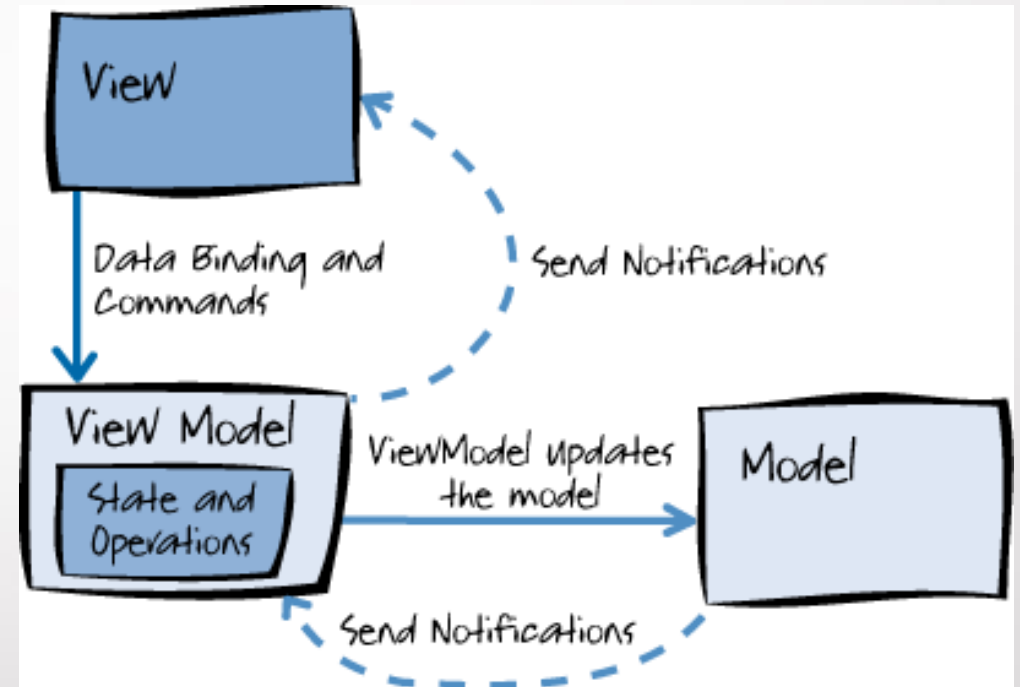 View
Data Binding and
Commands
Send Notifications
View Model
State and
Operations
ViewModel updates
the model
Model
Send Notifications